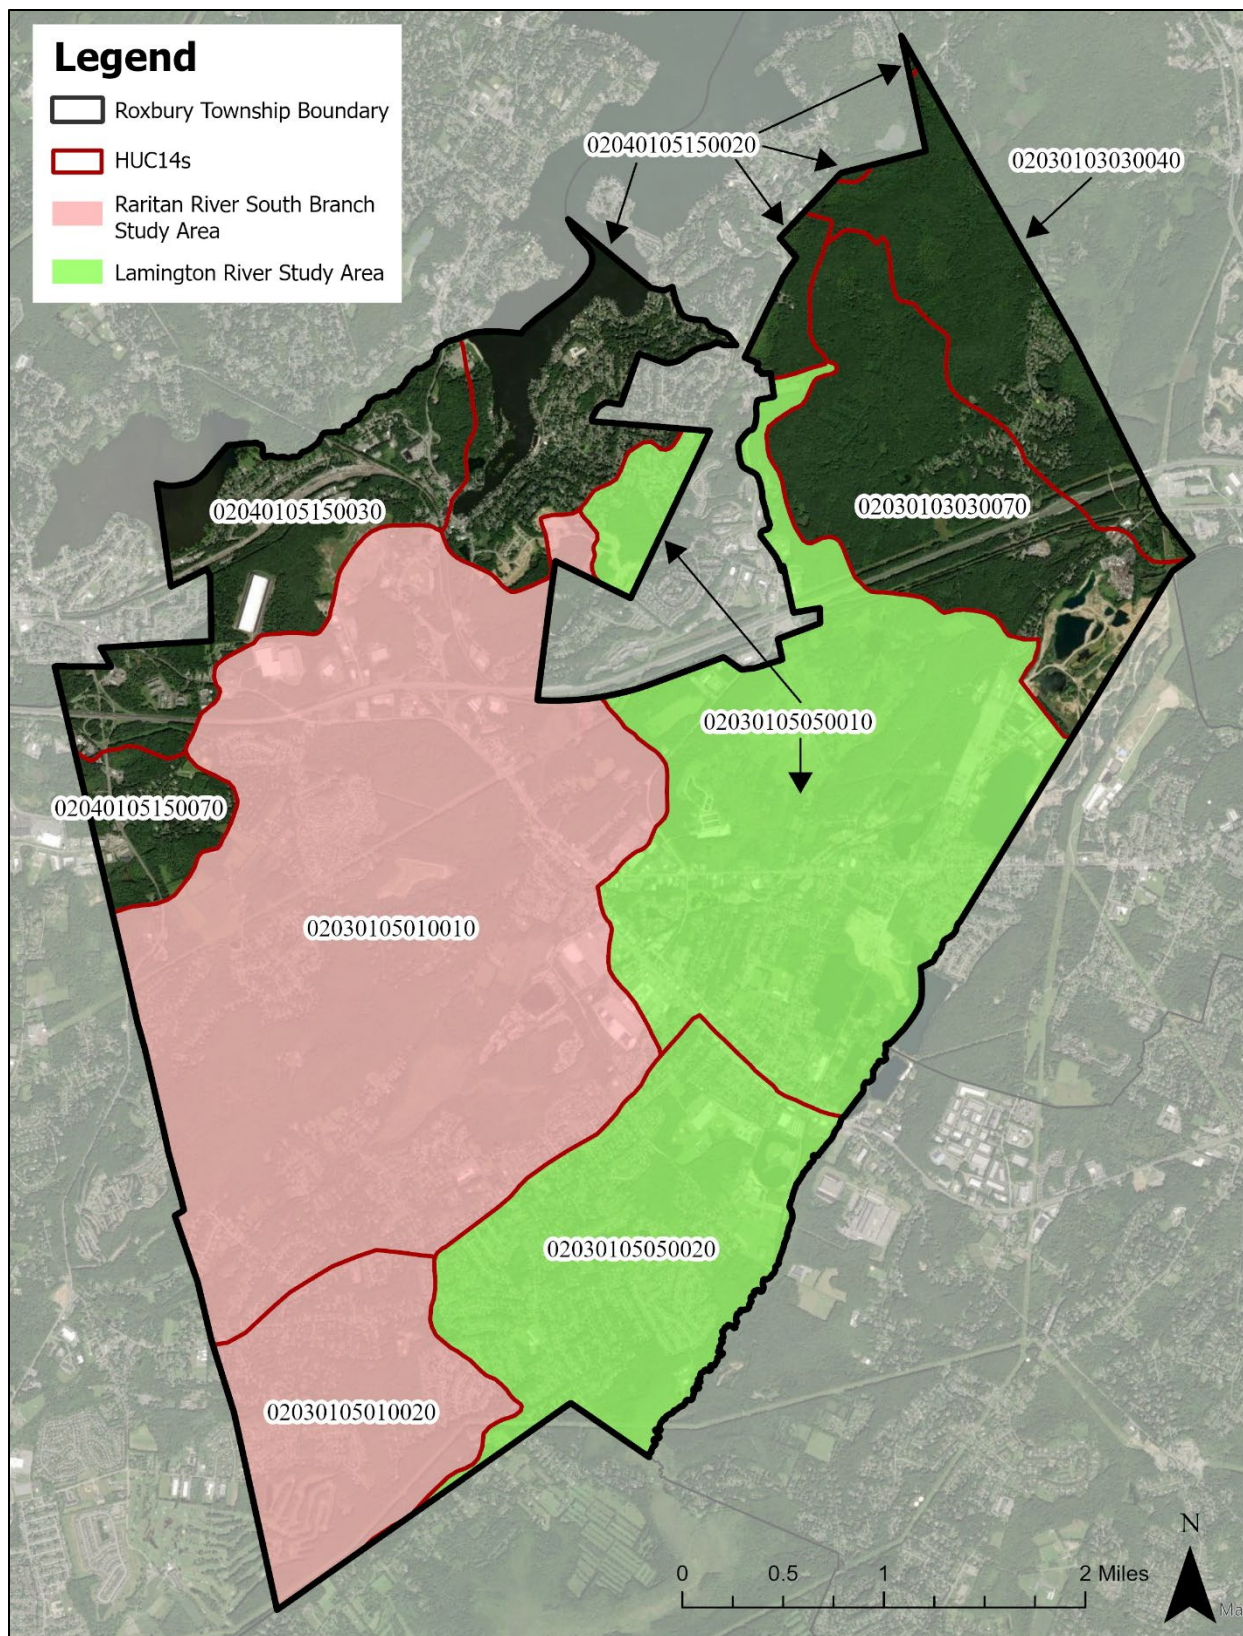 Legend
Roxbury Township Boundary
HUC14s
Raritan River South Branch
Study Area
Lamington River Study Area
02040105150020
02030103030040
02040105150030
02030103030070
02030105050010
02040105150070
02030105010010
02030105050020
02030105010020
N
0 0.5 1 2 Miles
Ma